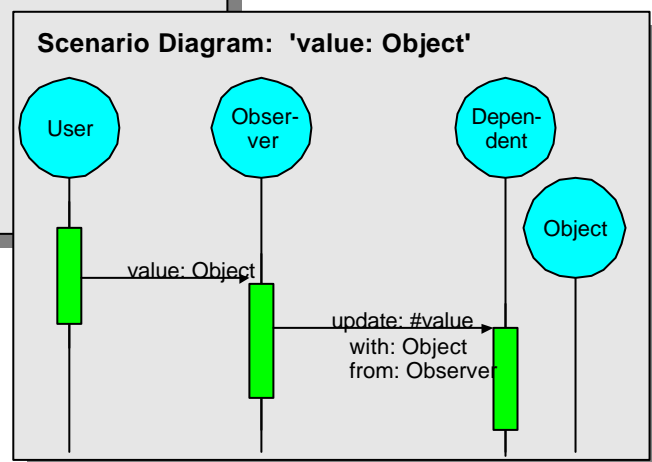 Scenario Diagram: 'value: Object'
User
Obser-
ver
Depen-
dent
Object
value: Object
update: #value
with: Object
from: Observer